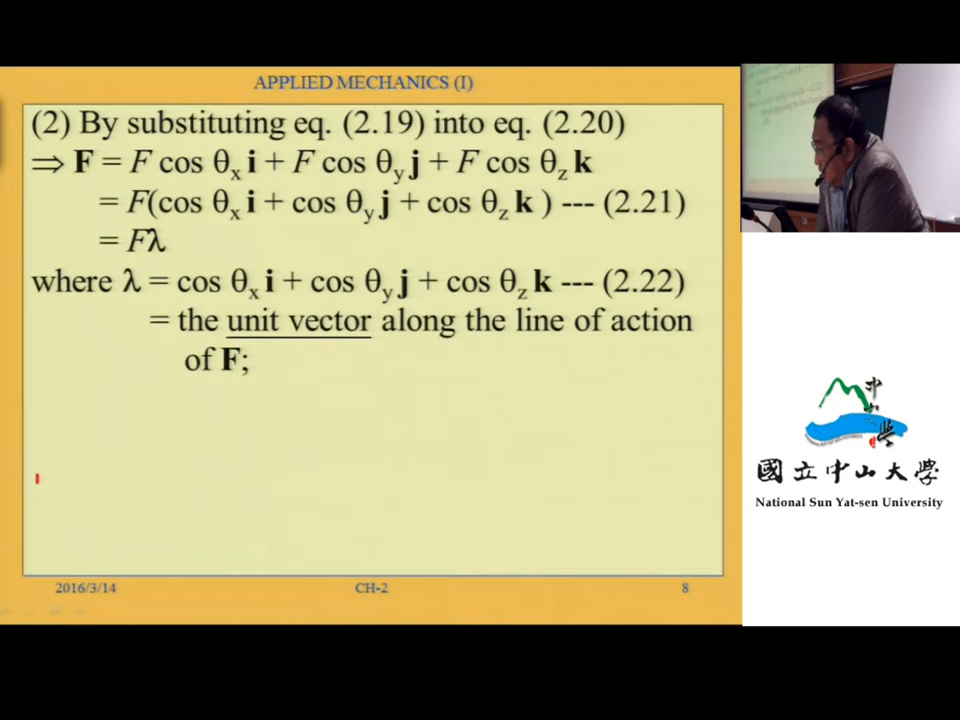 APPLIED MECHANICS (I)
(2) By substituting eq. (2.19) into eq. (2.20)
⇒ F = F cos θx i + F cos θy j + F cos θz k
= F(cos θx i + cos θy j + cos θz k ) --- (2.21)
= Fλ
where λ = cos θx i + cos θy j + cos θz k --- (2.22)
= the unit vector along the line of action
of F;
2016/3/14 CH-2 8
國立中山大學
National Sun Yat-sen University